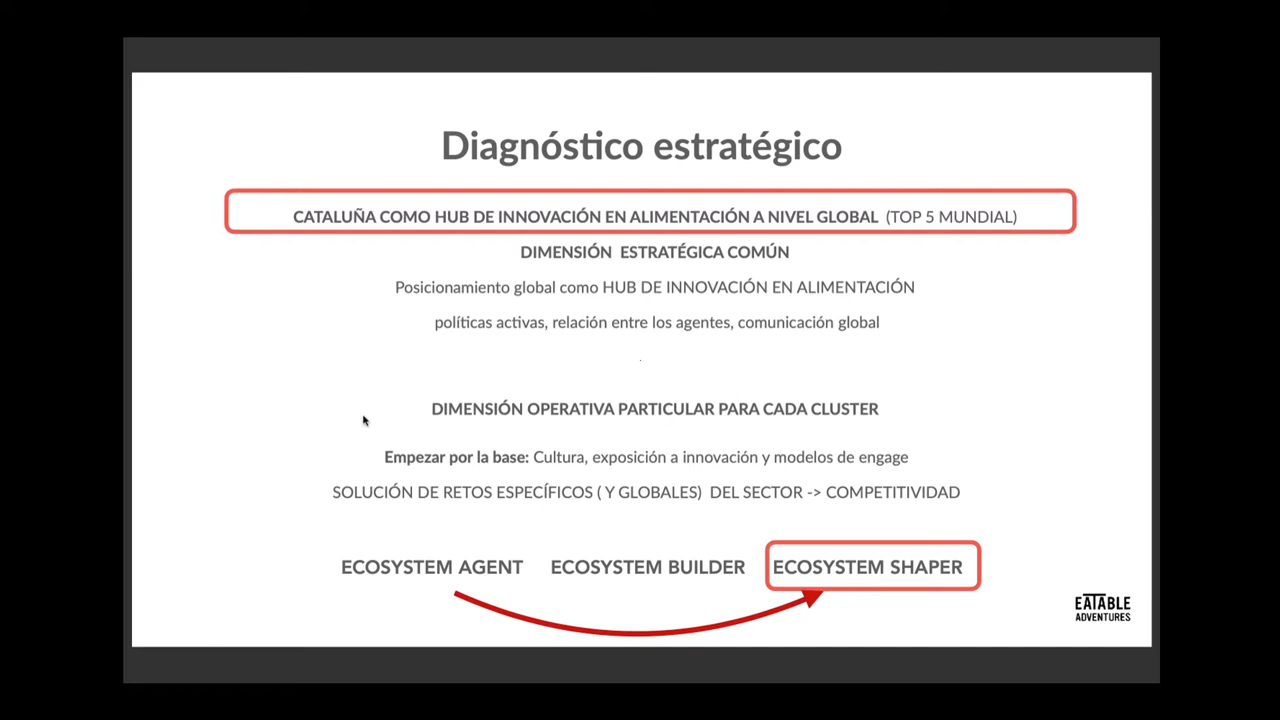 Diagnóstico estratégico
CATALUÑA COMO HUB DE INNOVACIÓN EN ALIMENTACIÓN A NIVEL GLOBAL (TOP 5 MUNDIAL)
DIMENSIÓN ESTRATÉGICA COMÚN
Posicionamiento global como HUB DE INNOVACIÓN EN ALIMENTACIÓN
políticas activas, relación entre los agentes, comunicación global
.
DIMENSIÓN OPERATIVA PARTICULAR PARA CADA CLUSTER
Empezar por la base: Cultura, exposición a innovación y modelos de engage
SOLUCIÓN DE RETOS ESPECÍFICOS ( Y GLOBALES) DEL SECTOR -> COMPETITIVIDAD
ECOSYSTEM AGENT ECOSYSTEM BUILDER ECOSYSTEM SHAPER
EATABLE
ADVENTURES